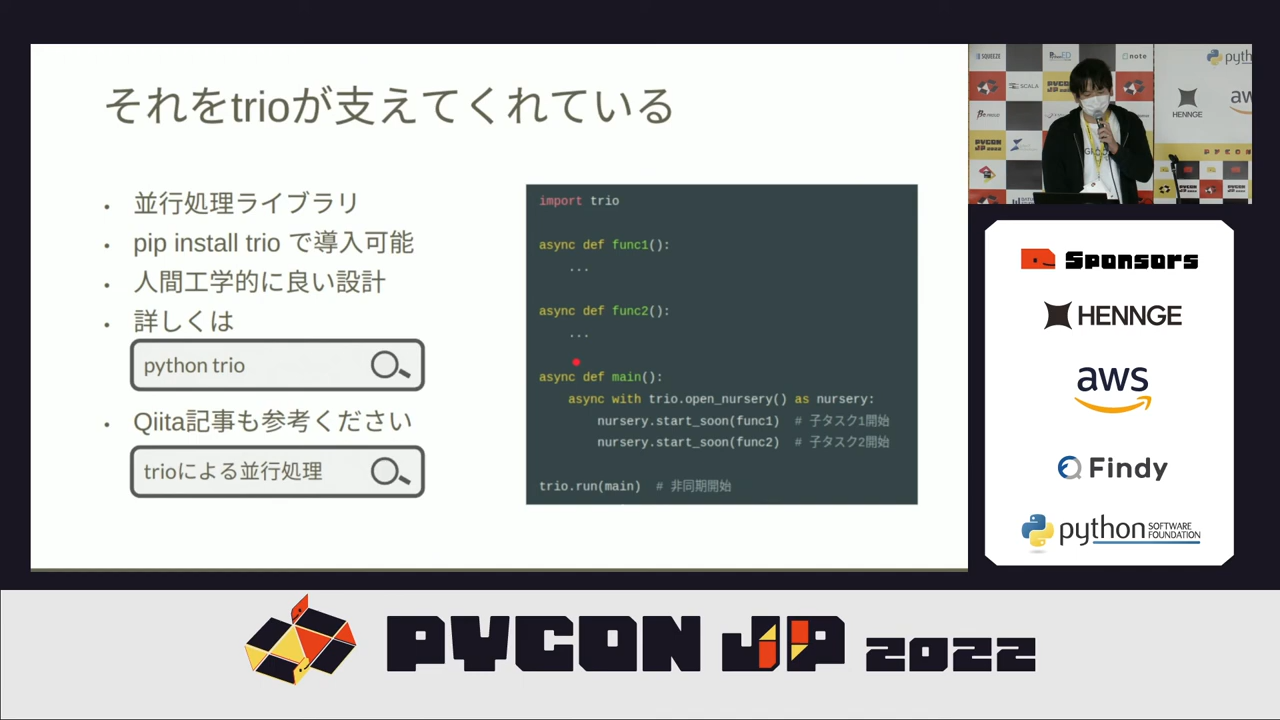 それをtrioが支えてくれている
• 並行処理ライブラリ
• pip install trio で導入可能
• 人間工学的に良い設計
• 詳しくは
python trio
• Qiita記事も参考ください
trioによる並行処理
import trio
async def func1():
...
async def func2():
...
async def main():
async with trio.open_nursery() as nursery:
nursery.start_soon(func1) # 子タスク1開始
nursery.start_soon(func2) # 子タスク2開始
trio.run(main) # 非同期開始
SQUEEZE
note
SCALA
HENNGE
aw
Sponsors
HENNGE
aws
Findy
python SOFTWARE FOUNDATION
PYCON JP 2022